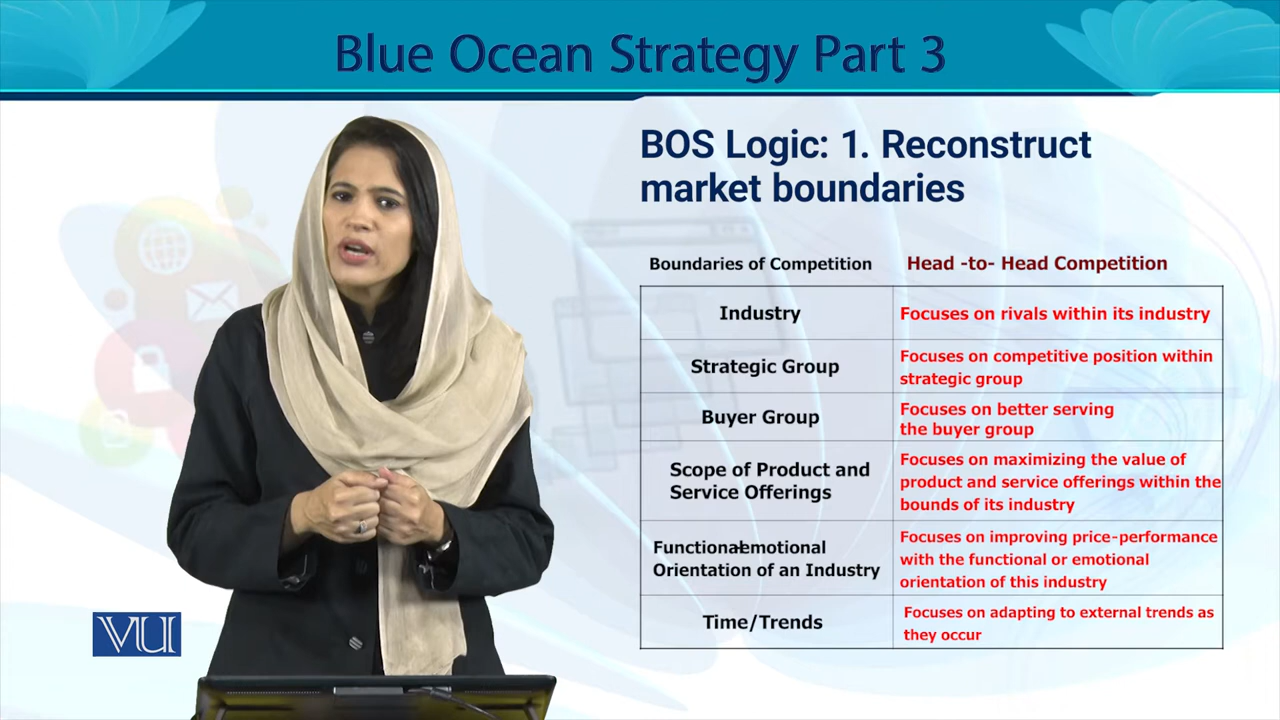 Blue Ocean Strategy Part 3
BOS Logic: 1. Reconstruct
market boundaries
Boundaries of Competition
Head -to- Head Competition
Industry
Focuses on rivals within its industry
Strategic Group
Focuses on competitive position within
strategic group
Buyer Group
Focuses on better serving
the buyer group
Scope of Product and
Service Offerings
Focuses on maximizing the value of
product and service offerings within the
bounds of its industry
Functional-emotional
Orientation of an Industry
Focuses on improving price-performance
with the functional or emotional
orientation of this industry
Time/Trends
Focuses on adapting to external trends as
they occur
VU